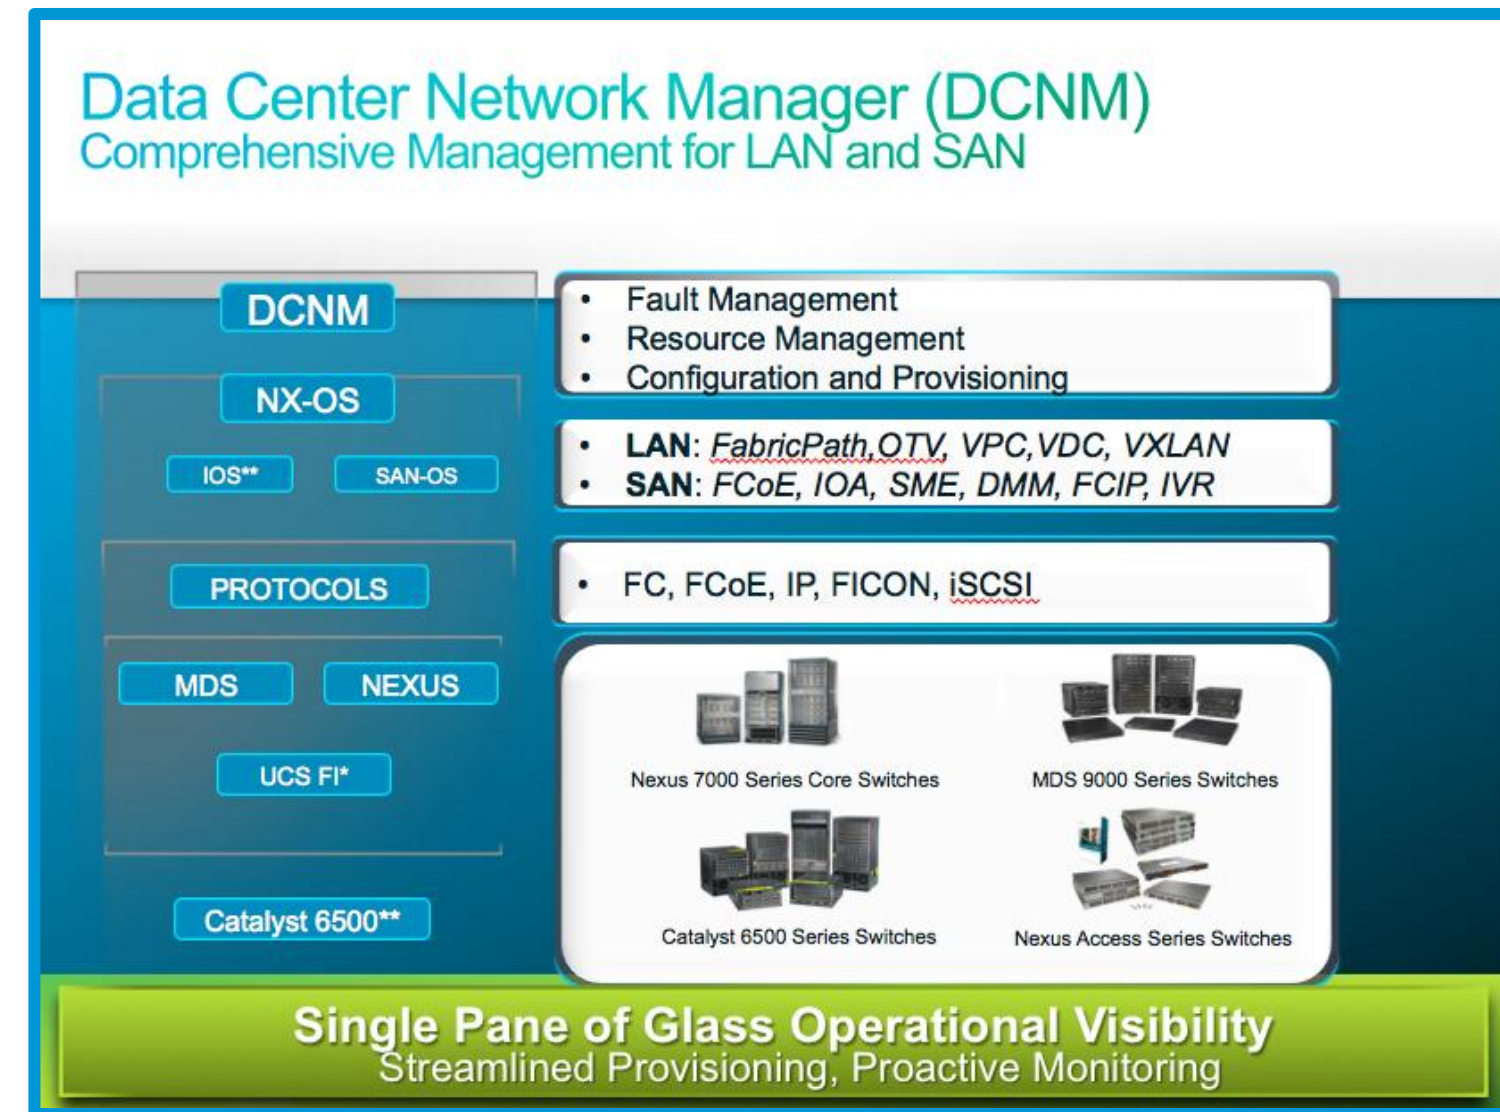 Data Center Network Manager (DCNM)
Comprehensive Management for LAN and SAN
DCNM
• Fault Management
• Resource Management
• Configuration and Provisioning
NX-OS
IOS** SAN-OS
• LAN: FabricPath,OTV, VPC,VDC, VXLAN
• SAN: FCoE, IOA, SME, DMM, FCIP, IVR
PROTOCOLS
• FC, FCoE, IP, FICON, iSCSI
MDS NEXUS
UCS FI*
Catalyst 6500**
Nexus 7000 Series Core Switches
MDS 9000 Series Switches
Catalyst 6500 Series Switches
Nexus Access Series Switches
Single Pane of Glass Operational Visibility
Streamlined Provisioning, Proactive Monitoring